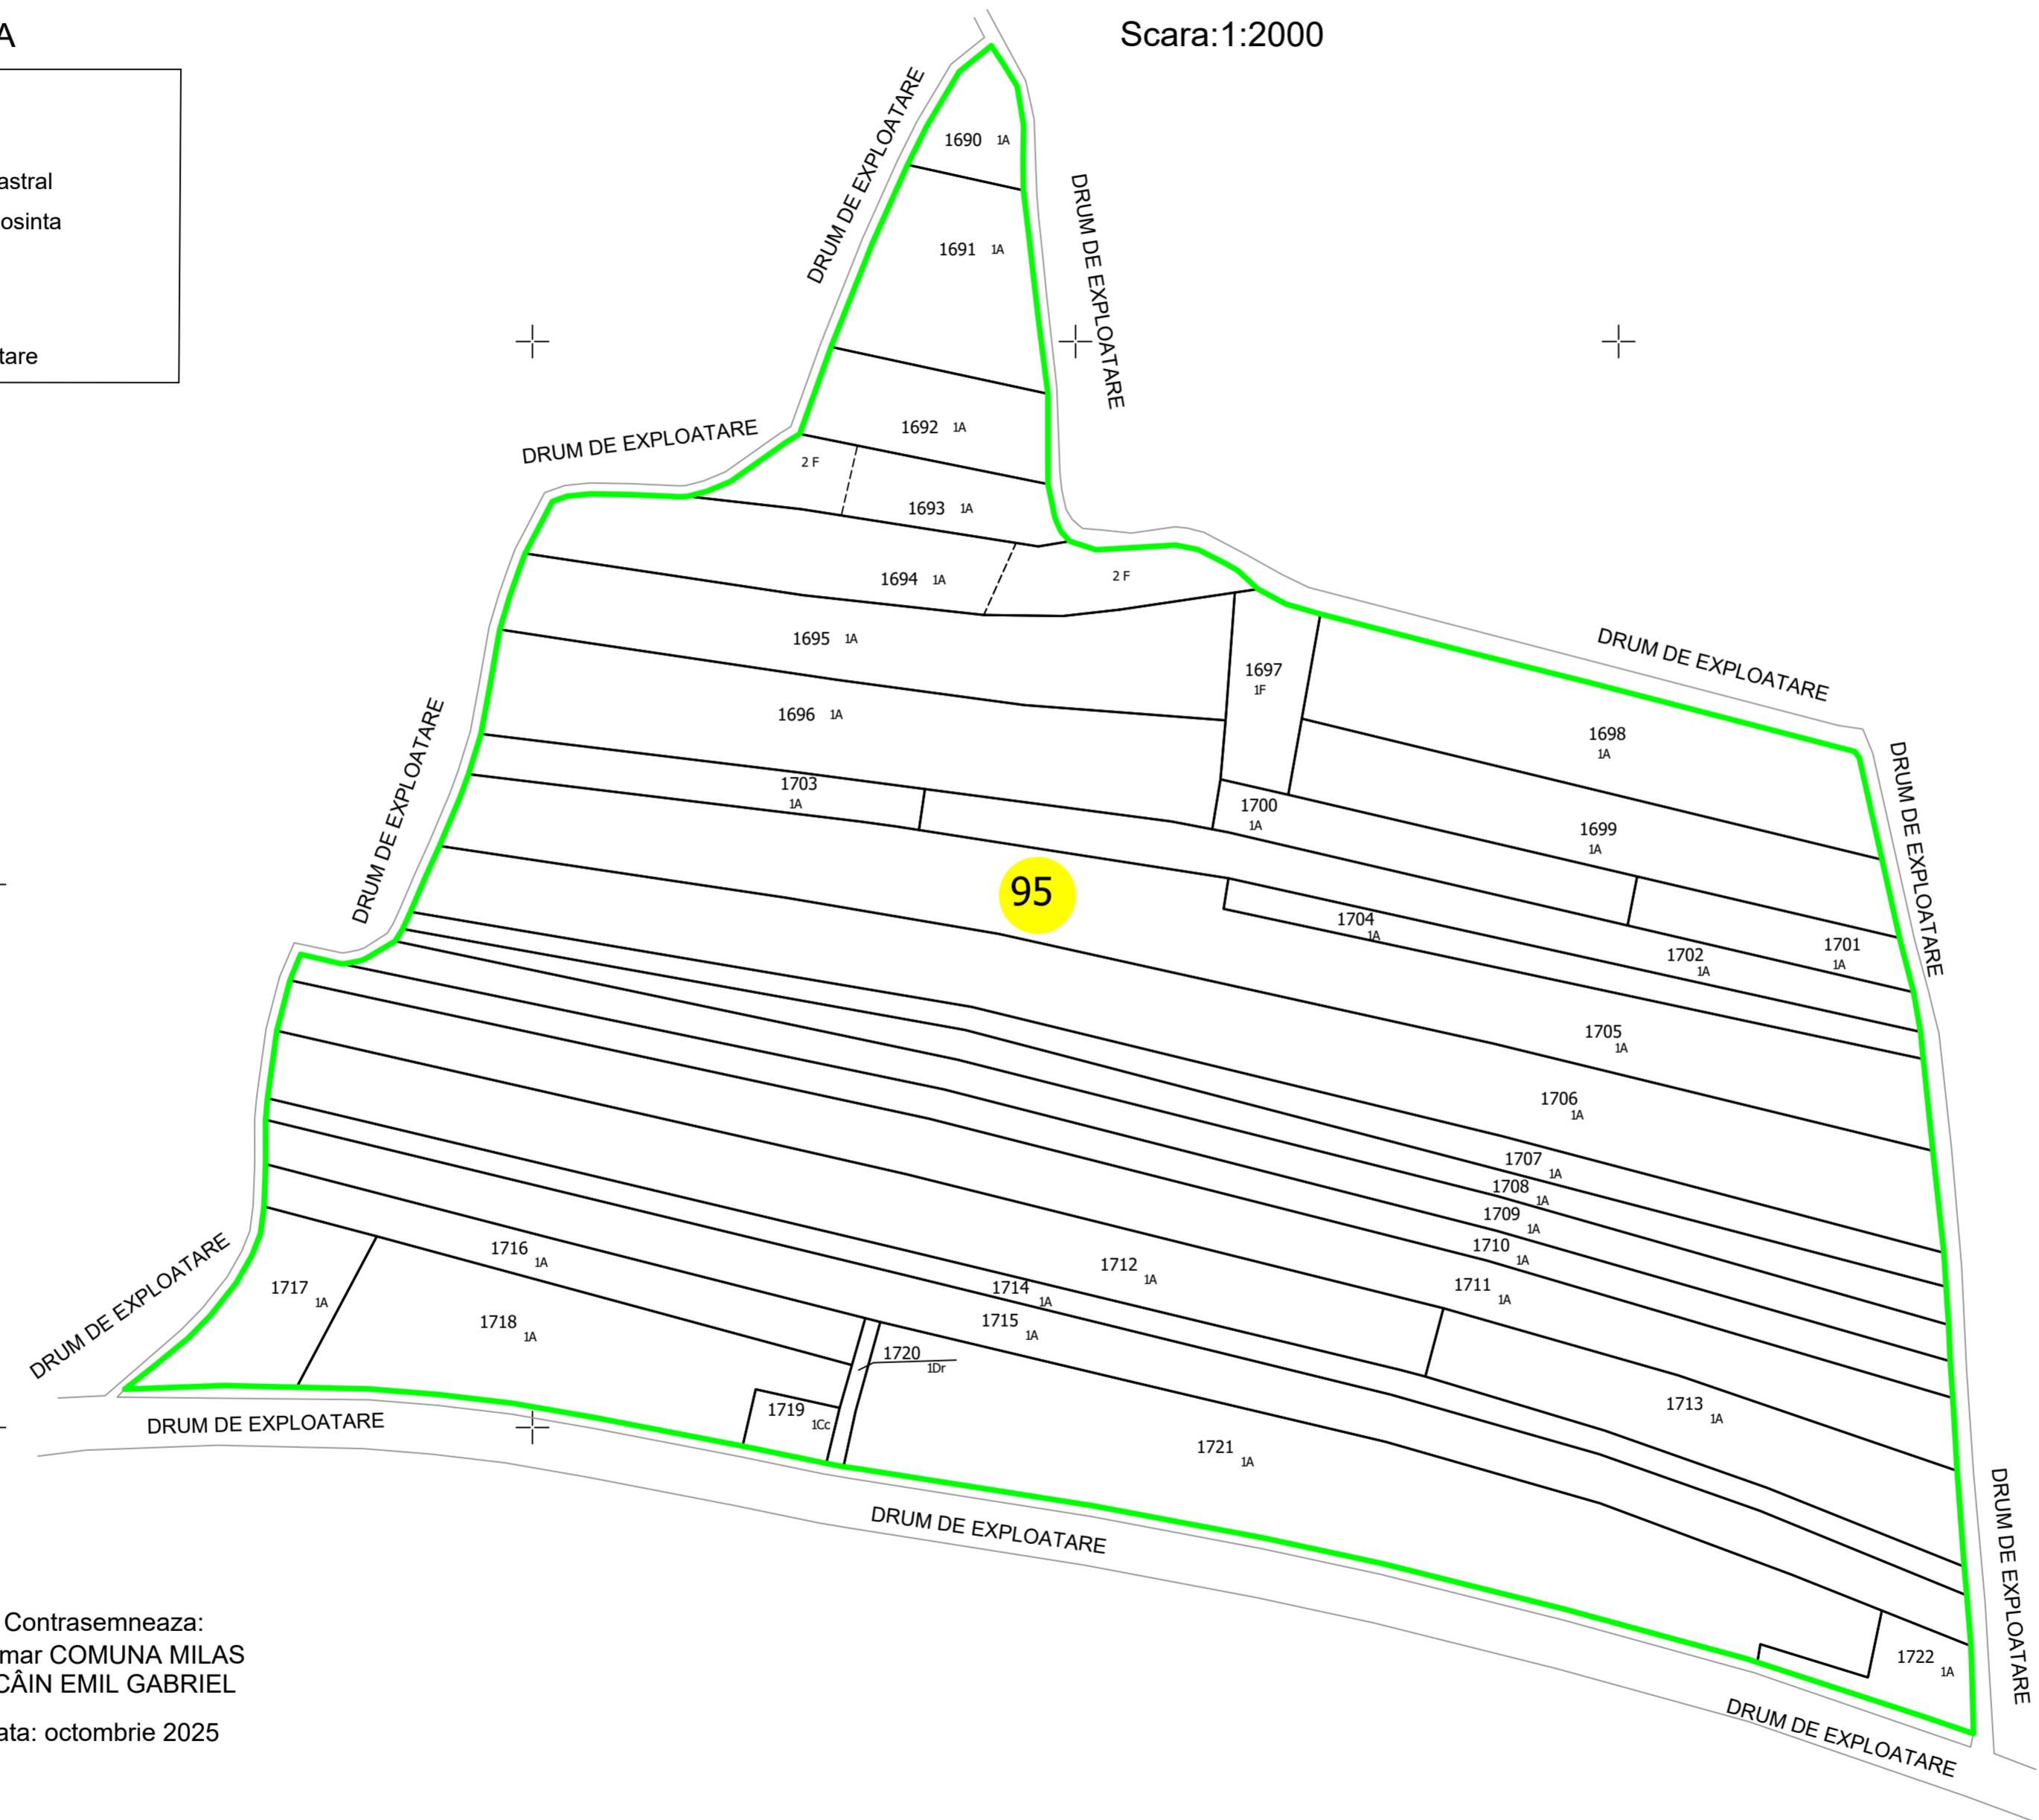 A
Scara:1:2000
astral
osinta
tare
DRUM DE EXPLOATARE
DRUM DE EXPLOATARE
DRUM DE EXPLOATARE
DRUM DE EXPLOATARE
DRUM DE EXPLOATARE
DRUM DE EXPLOATARE
DRUM DE EXPLOATARE
DRUM DE EXPLOATARE
DRUM DE EXPLOATARE
DRUM DE EXPLOATARE
DRUM DE EXPLOATARE
1690 1A
1691 1A
1692 1A
2 F
1693 1A
1694 1A
2 F
1695 1A
1696 1A
1697
1F
1698
1A
1699
1A
1700
1A
1701
1A
1702
1A
1703
1A
1704
1A
95
1705
1A
1706
1A
1707
1A
1708
1A
1709
1A
1710
1A
1711
1A
1712
1A
1713
1A
1714
1A
1715
1A
1716
1A
1717
1A
1718
1A
1719
1Cc
1720
1Dr
1721
1A
1722
1A
Contrasemneaza:
mar COMUNA MILAS
CÂIN EMIL GABRIEL
ata: octombrie 2025